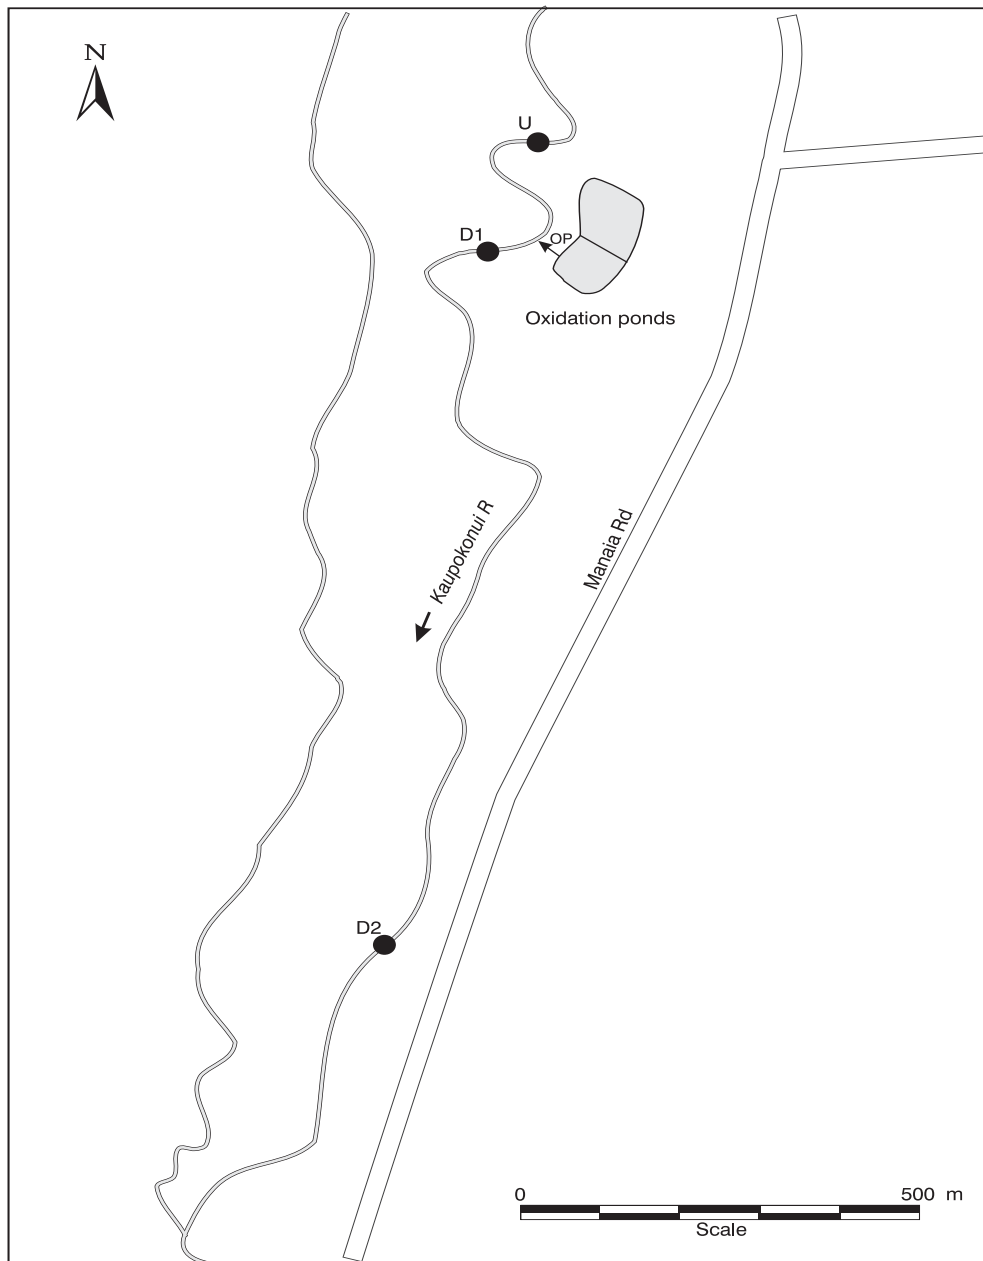 N
U
D1
OP
Oxidation ponds
Kaupokonui R
Manaia Rd
D2
0 500 m
Scale